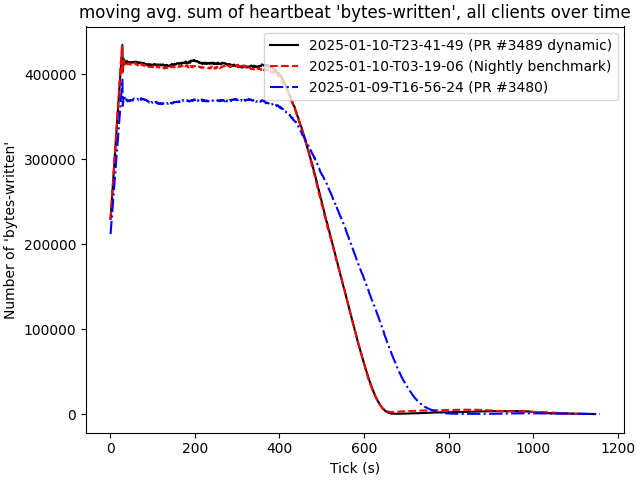 moving avg. sum of heartbeat 'bytes-written', all clients over time
2025-01-10-T23-41-49 (PR #3489 dynamic)
2025-01-10-T03-19-06 (Nightly benchmark)
2025-01-09-T16-56-24 (PR #3480)
Number of 'bytes-written'
400000
300000
200000
100000
0
0 200 400 600 800 1000 1200
Tick (s)